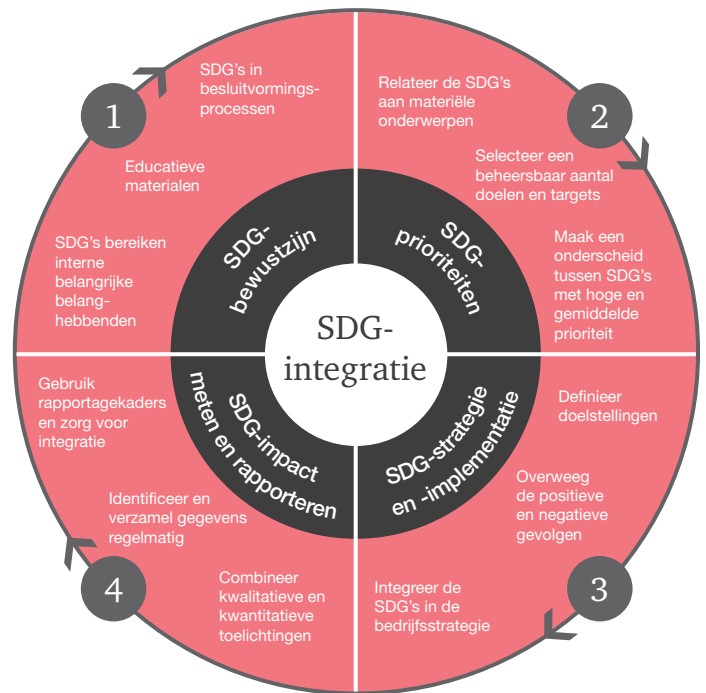 SDG-
integratie
1
SDG-
bewustzijn
SDG's in
besluitvormings-
processen
Educatieve
materialen
SDG's bereiken
interne
belangrijke
belang-
hebbenden
2
SDG-
prioriteiten
Relateer de SDG's
aan materiële
onderwerpen
Selecteer een
beheersbaar aantal
doelen en targets
Maak een
onderscheid
tussen SDG's
met hoge en
gemiddelde
prioriteit
3
SDG-strategie
en -implementatie
Definieer
doelstellingen
Overweeg
de positieve
en negatieve
gevolgen
Integreer de
SDG's in de
bedrijfsstrategie
4
SDG-impact
meten en rapporteren
Gebruik
rapportagekaders
en zorg voor
integratie
Identificeer en
verzamel gegevens
regelmatig
Combineer
kwalitatieve en
kwantitatieve
toelichtingen